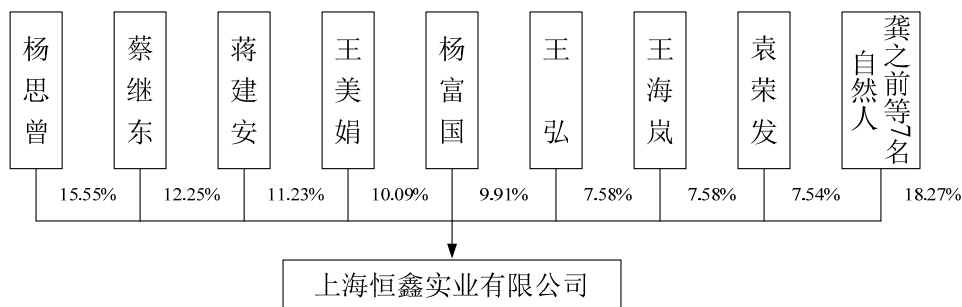 杨思曾
蔡继东
蒋建安
王美娟
杨富国
王弘
王海岚
袁荣发
龚之前等7名
自然人
15.55%
12.25%
11.23%
10.09%
9.91%
7.58%
7.58%
7.54%
18.27%
上海恒鑫实业有限公司